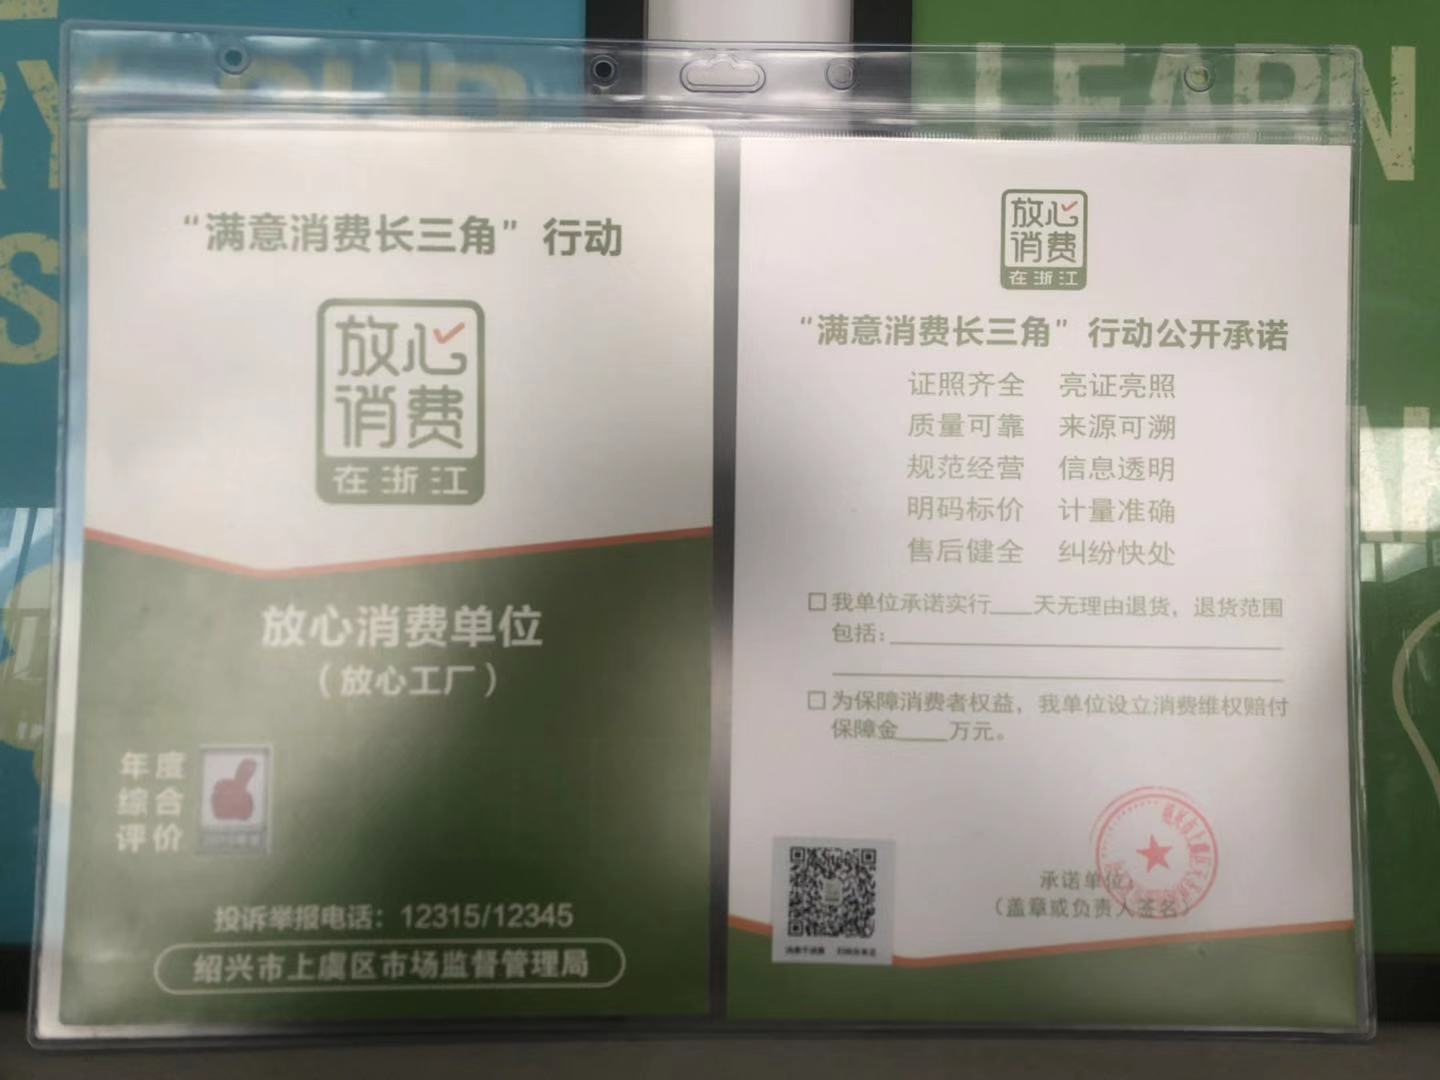 RY OUR
LEARN
S
“满意消费长三角”行动
放心
消费
在浙江
放心消费单位
（放心工厂）
年度
综合
评价
投诉举报电话：12315/12345
绍兴市上虞区市场监督管理局
放心
消费
在浙江
“满意消费长三角”行动公开承诺
证照齐全 亮证亮照
质量可靠 来源可溯
规范经营 信息透明
明码标价 计量准确
售后健全 纠纷快处
□我单位承诺实行____天无理由退货，退货范围
包括：
□为保障消费者权益，我单位设立消费维权赔付
保障金____万元。
承诺单位：
（盖章或负责人签名）